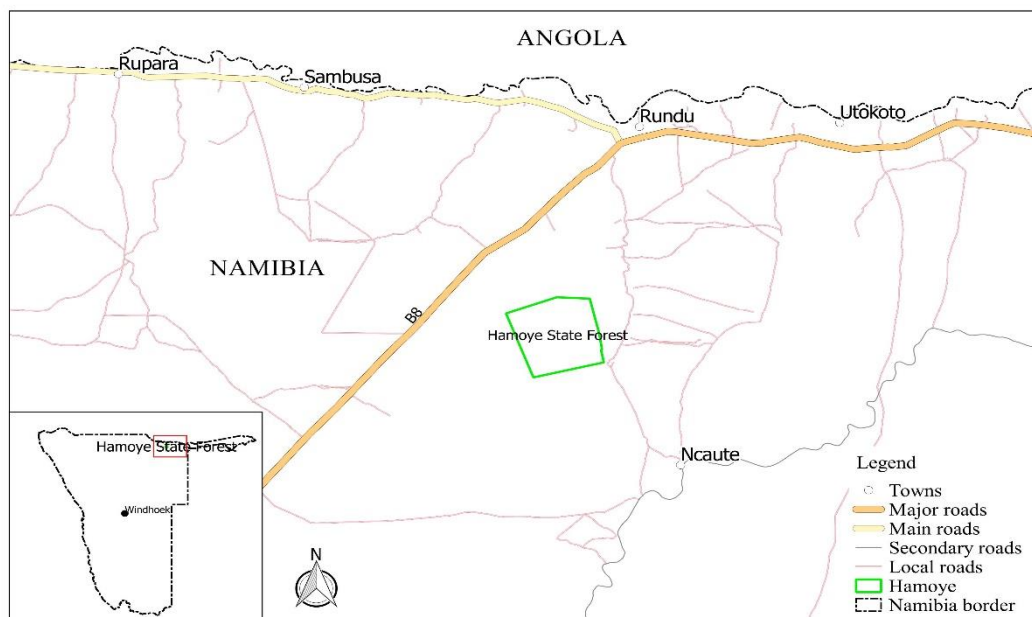 ANGOLA
Rupara
Sambusa
Rundu
Utokoto
NAMIBIA
B8
Hamoye State Forest
Ncaute
Hamoye State Forest
Windhoek
N
Legend
Towns
Major roads
Main roads
Secondary roads
Local roads
Hamoye
Namibia border